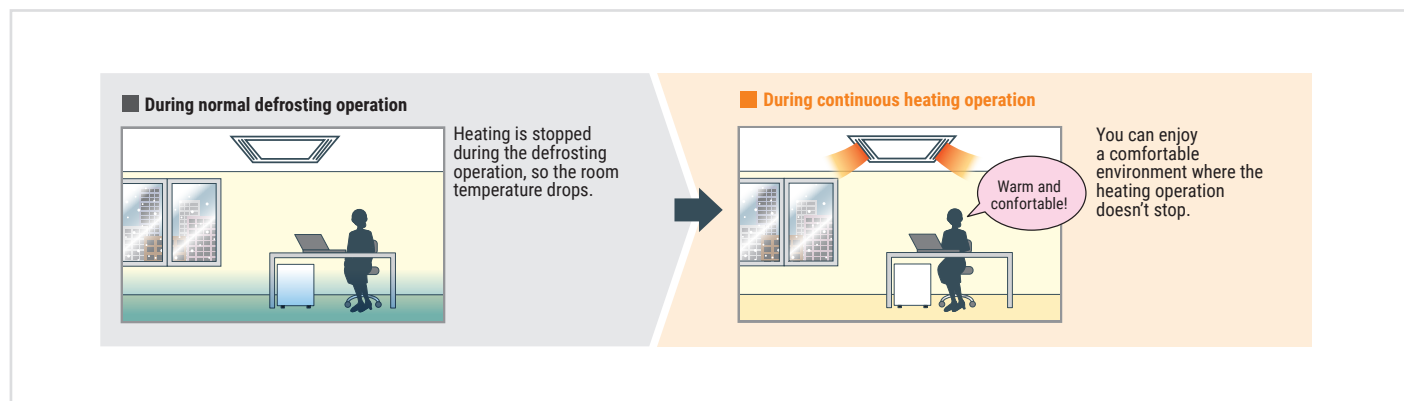 During normal defrosting operation
Heating is stopped
during the defrosting
operation, so the room
temperature drops.
During continuous heating operation
Warm and
confortable!
You can enjoy
a comfortable
environment where the
heating operation
doesn't stop.